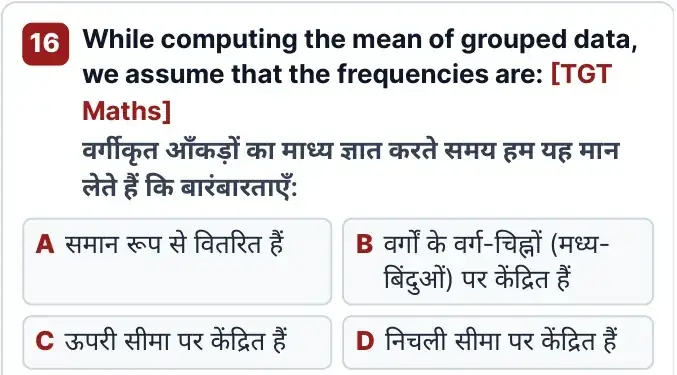 16 While computing the mean of grouped data,
we assume that the frequencies are: [TGT
Maths]
वर्गीकृत आँकड़ों का माध्य ज्ञात करते समय हम यह मान
लेते हैं कि बारंबारताएँ:
A समान रूप से वितरित हैं
B वर्गों के वर्ग-चिह्नों (मध्य-
बिंदुओं) पर केंद्रित हैं
C ऊपरी सीमा पर केंद्रित हैं
D निचली सीमा पर केंद्रित हैं